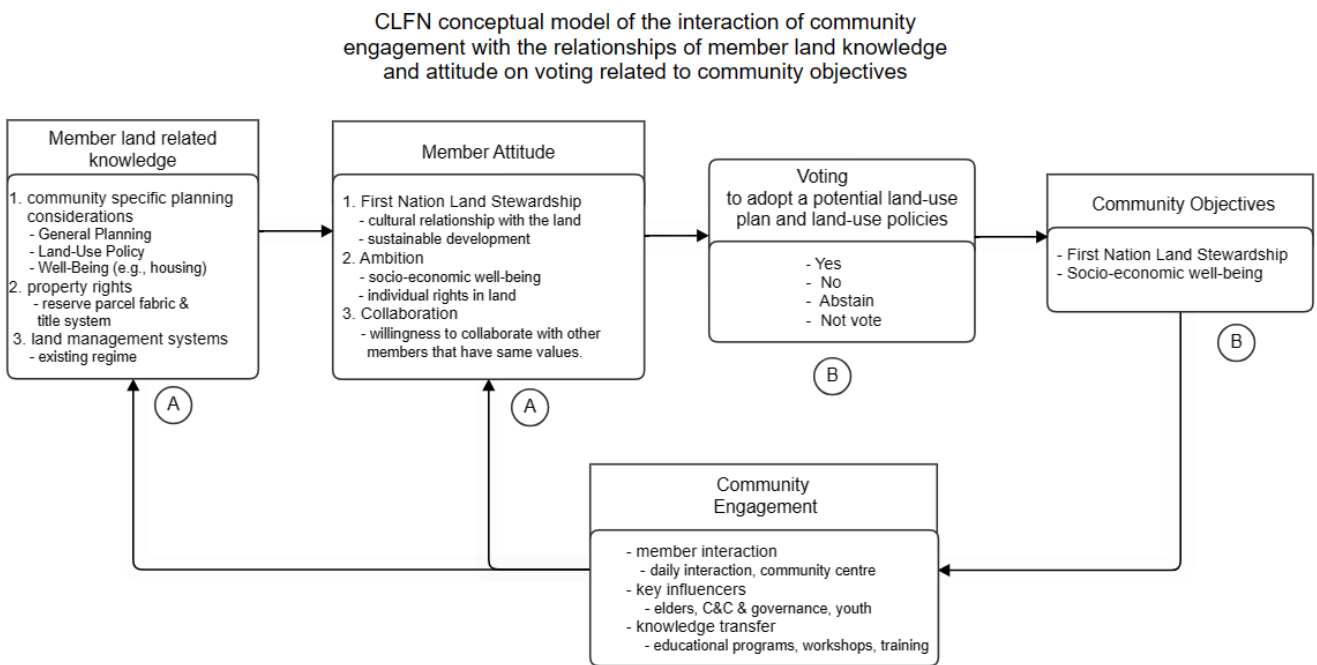 CLFN conceptual model of the interaction of community
engagement with the relationships of member land knowledge
and attitude on voting related to community objectives
Member land related
knowledge
1. community specific planning
considerations
- General Planning
- Land-Use Policy
- Well-Being (e.g., housing)
2. property rights
- reserve parcel fabric &
title system
3. land management systems
- existing regime
A
Member Attitude
1. First Nation Land Stewardship
- cultural relationship with the land
- sustainable development
2. Ambition
- socio-economic well-being
- individual rights in land
3. Collaboration
- willingness to collaborate with other
members that have same values.
A
Voting
to adopt a potential land-use
plan and land-use policies
- Yes
- No
- Abstain
- Not vote
B
Community Objectives
- First Nation Land Stewardship
- Socio-economic well-being
B
Community
Engagement
- member interaction
- daily interaction, community centre
- key influencers
- elders, C&C & governance, youth
- knowledge transfer
- educational programs, workshops, training